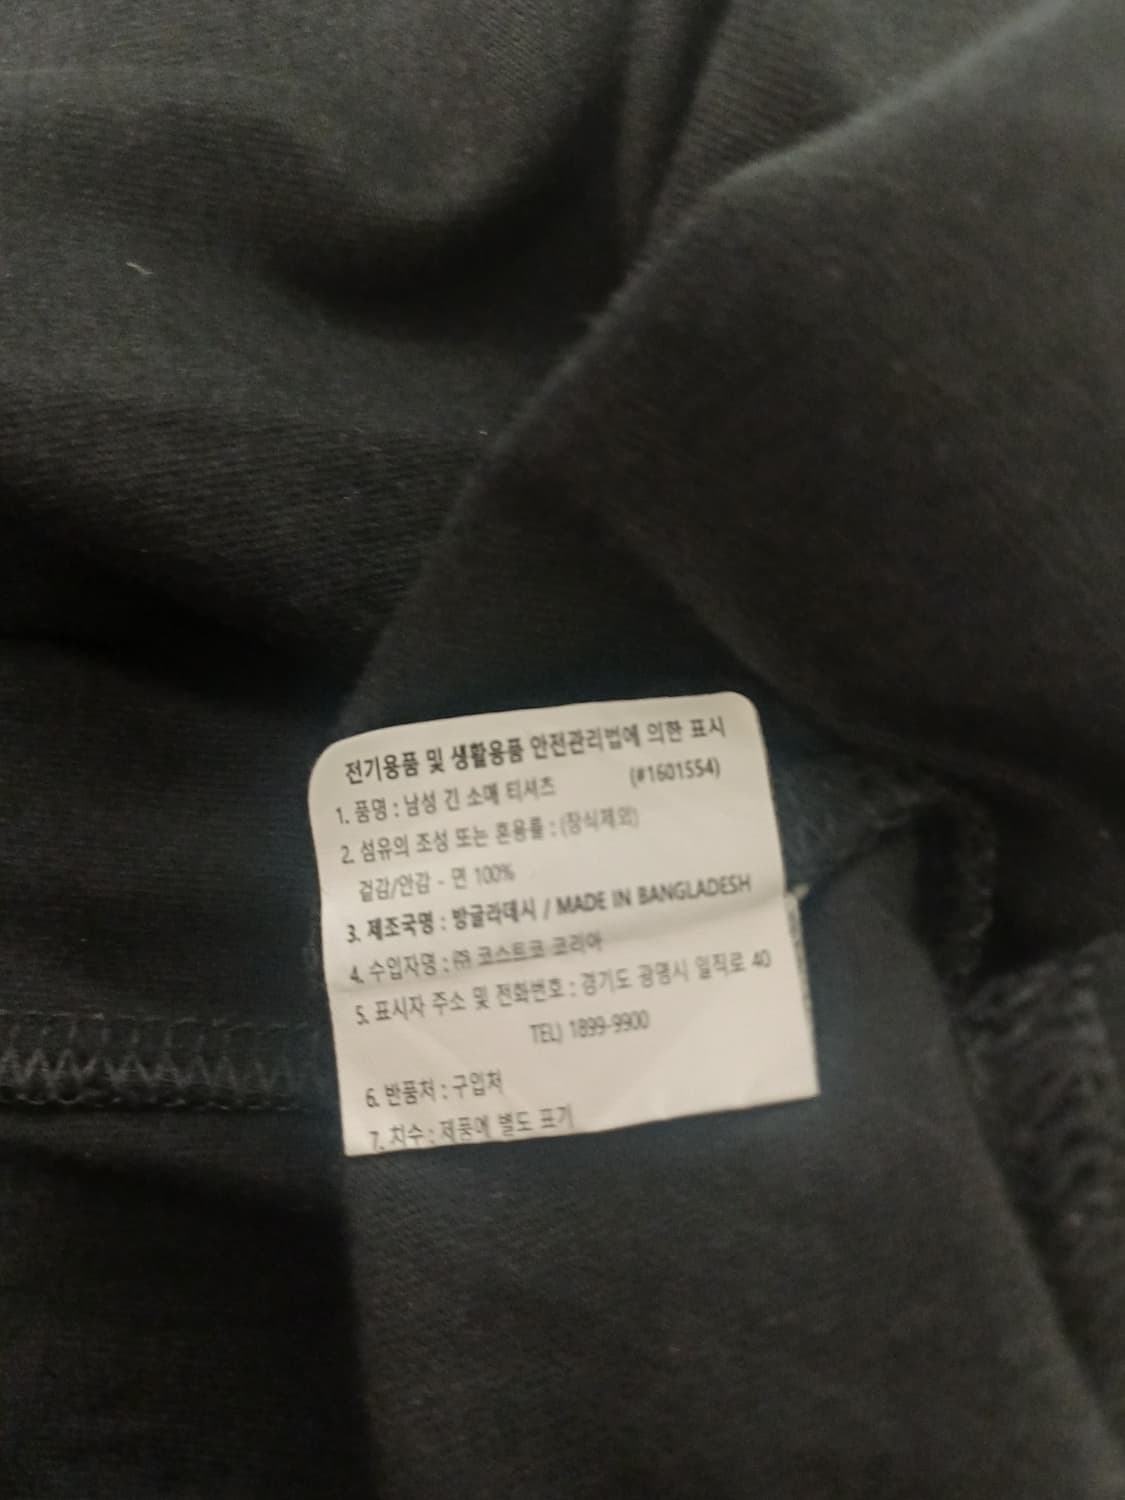 전기용품 및 생활용품 안전관리법에 의한 표시
1. 품명 : 남성 긴 소매 티셔츠 (#1601554)
2. 섬유의 조성 또는 혼용률 : (장식제외)
겉감/안감 - 면 100%
3. 제조국명 : 방글라데시 / MADE IN BANGLADESH
4. 수입자명 : ㈜ 코스트코 코리아
5. 표시자 주소 및 전화번호 : 경기도 광명시 일직로 40
TEL) 1899-9900
6. 반품처 : 구입처
7. 치수 : 제품에 별도 표기